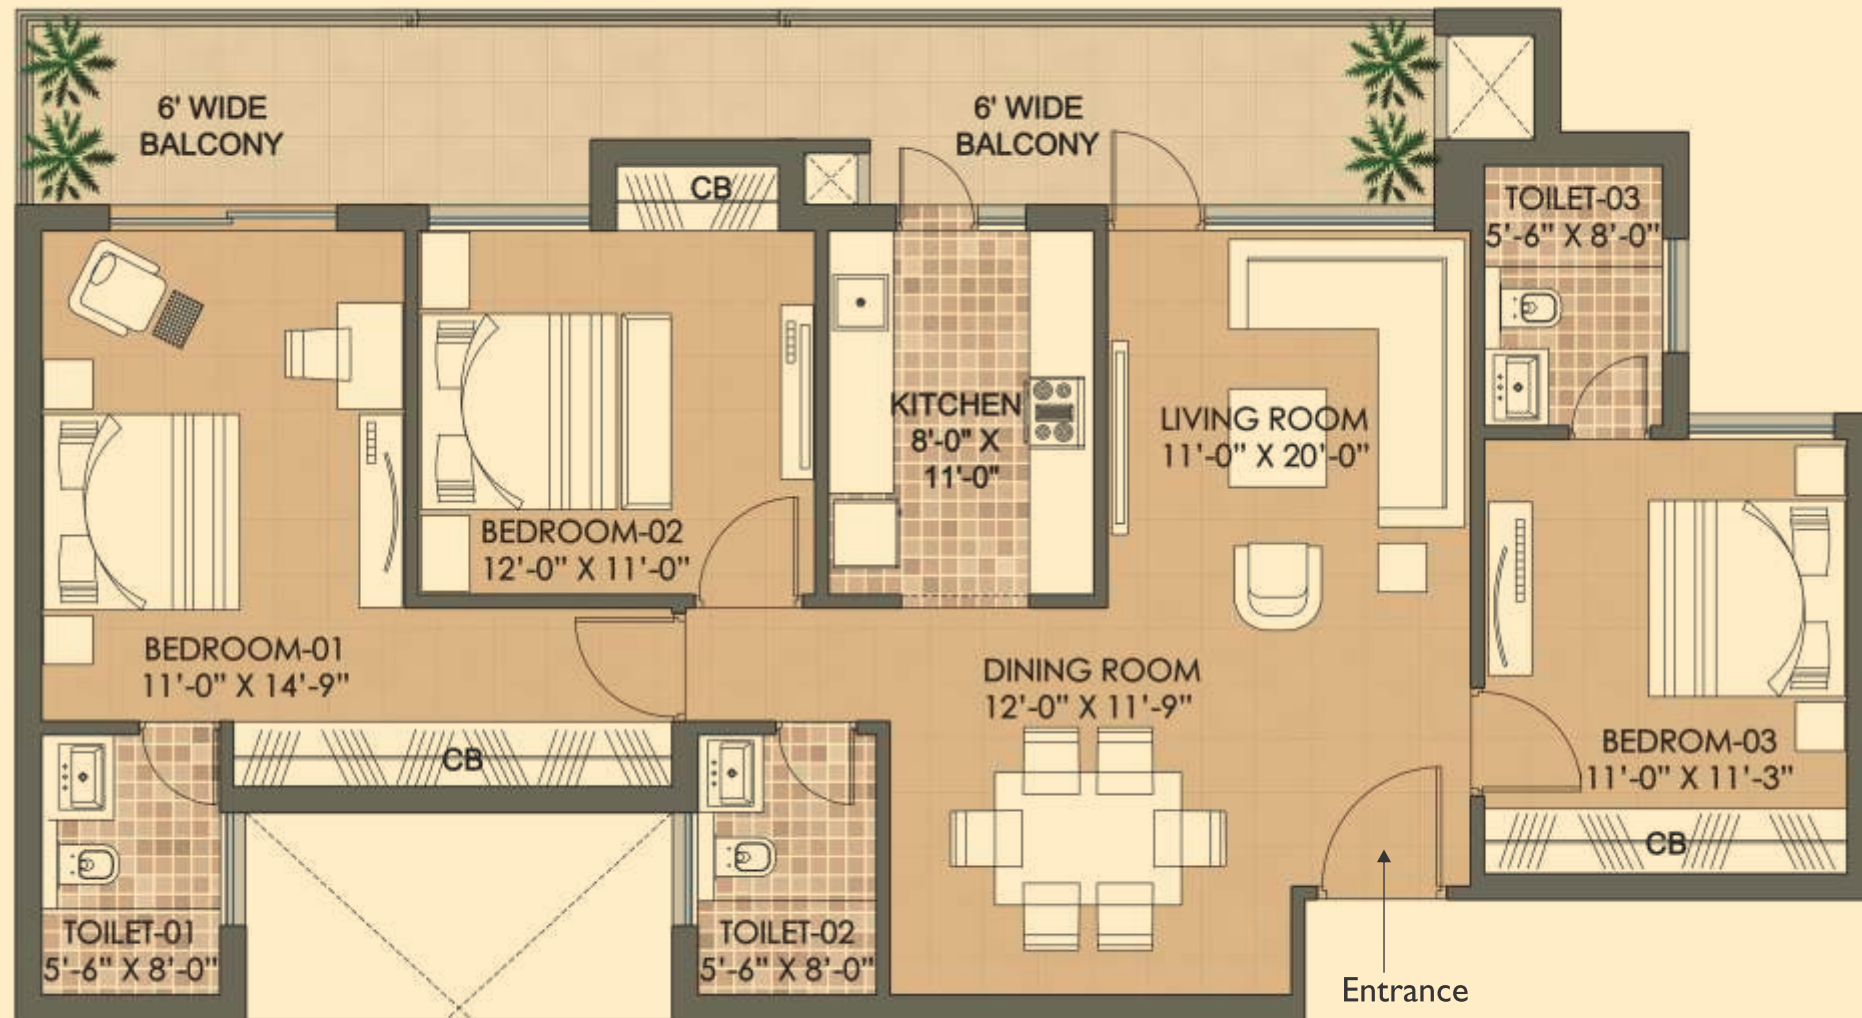 6' WIDE
BALCONY
6' WIDE
BALCONY
CB
TOILET-03
5'-6" X 8'-0"
KITCHEN
8'-0" X
11'-0"
LIVING ROOM
11'-0" X 20'-0"
BEDROOM-02
12'-0" X 11'-0"
BEDROOM-01
11'-0" X 14'-9"
DINING ROOM
12'-0" X 11'-9"
BEDROM-03
11'-0" X 11'-3"
CB
CB
TOILET-01
5'-6" X 8'-0"
TOILET-02
5'-6" X 8'-0"
Entrance